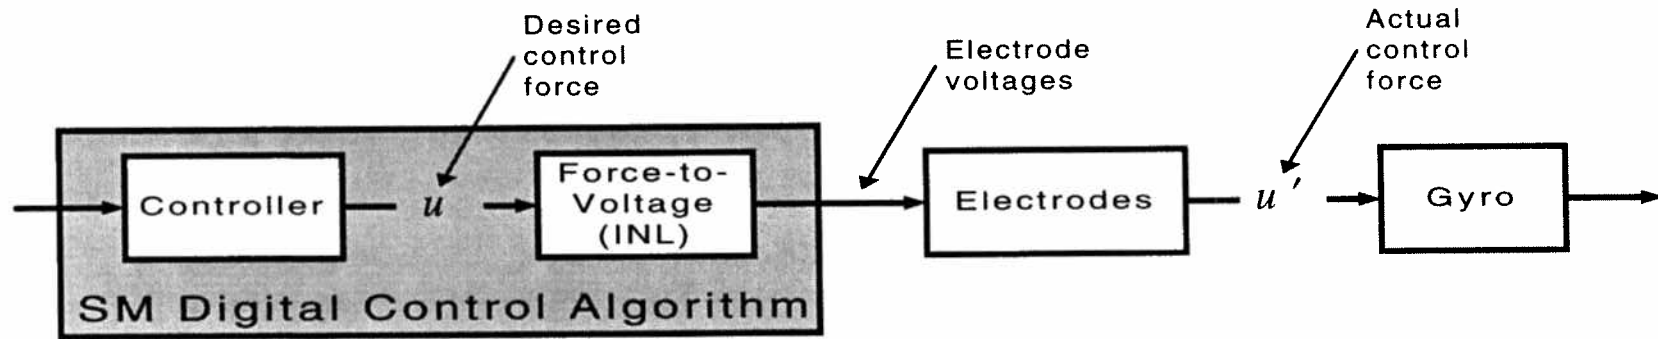 Desired
control
force
Electrode
voltages
Actual
control
force
Controller
u
Force-to-
Voltage
(INL)
Electrodes
u'
Gyro
SM Digital Control Algorithm